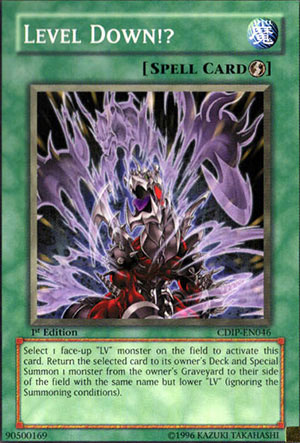 LEVEL DOWN!?
魔
[SPELL CARD]
1st Edition
CDIP-EN046
Select 1 face-up "LV" monster on the field to activate this
card. Return the selected card to its owner's Deck and Special
Summon 1 monster from the owner's Graveyard to their side
of the field with the same name but lower "LV" (ignoring the
Summoning conditions).
90500169
©1996 KAZUKI TAKAHASHI